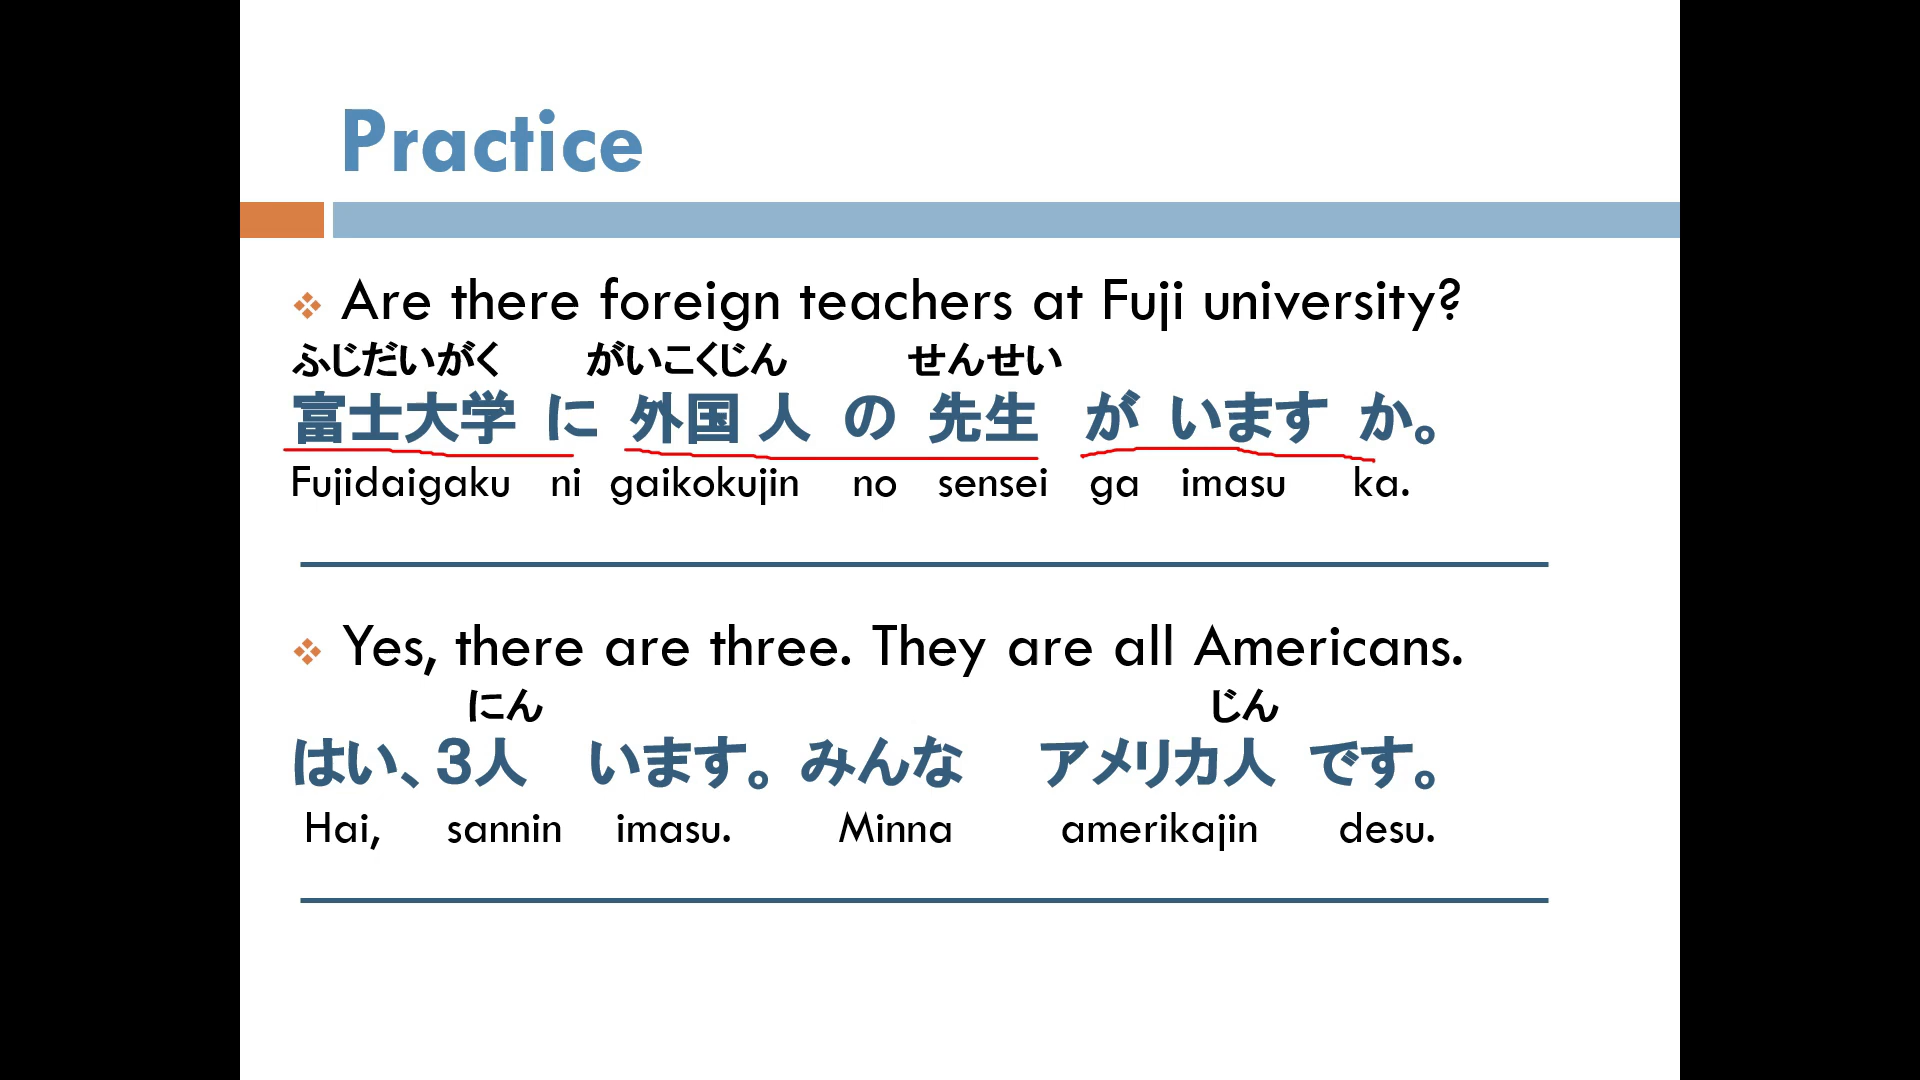 Practice
Are there foreign teachers at Fuji university?
ふじだいがく がいこくじん せんせい
富士大学 に 外国人 の 先生 が います か。
Fujidaigaku ni gaikokujin no sensei ga imasu ka.
Yes, there are three. They are all Americans.
にん じん
はい、3人 います。みんな アメリカ人 です。
Hai, sannin imasu. Minna amerikajin desu.